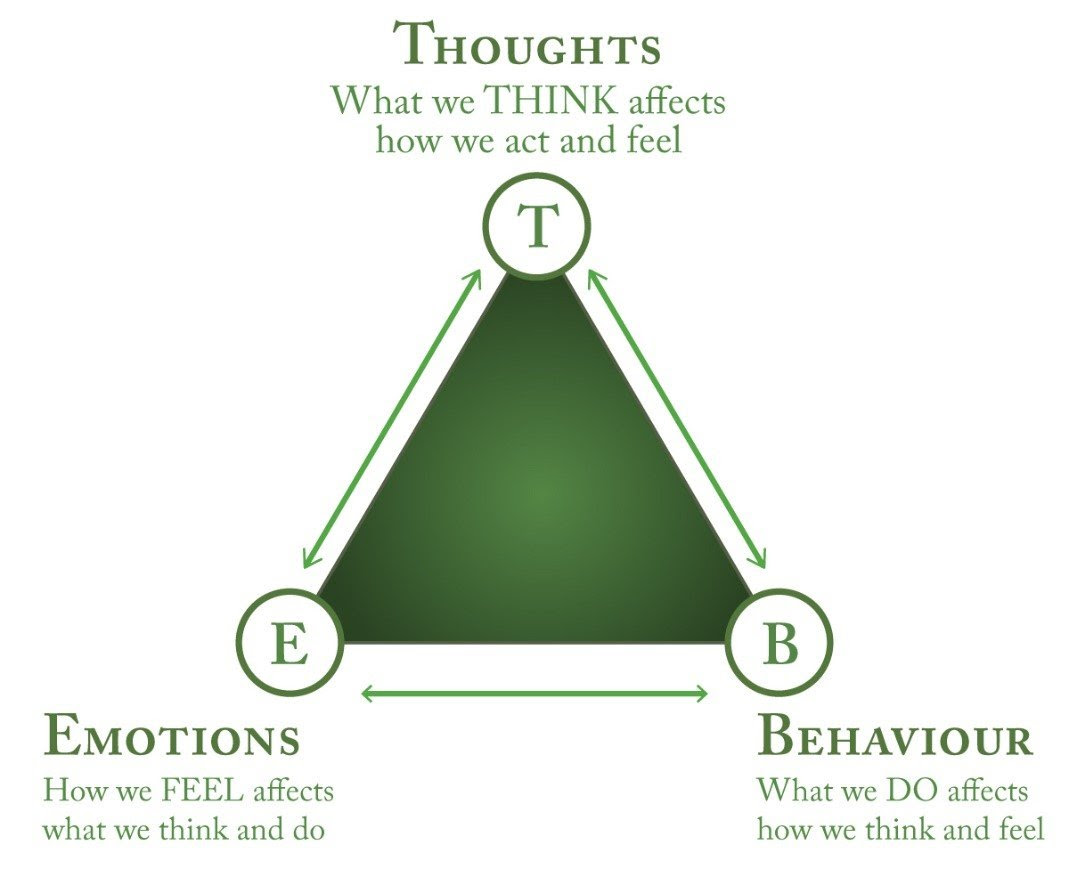 THOUGHTS
What we THINK affects
how we act and feel
T
E
B
EMOTIONS
How we FEEL affects
what we think and do
BEHAVIOUR
What we DO affects
how we think and feel